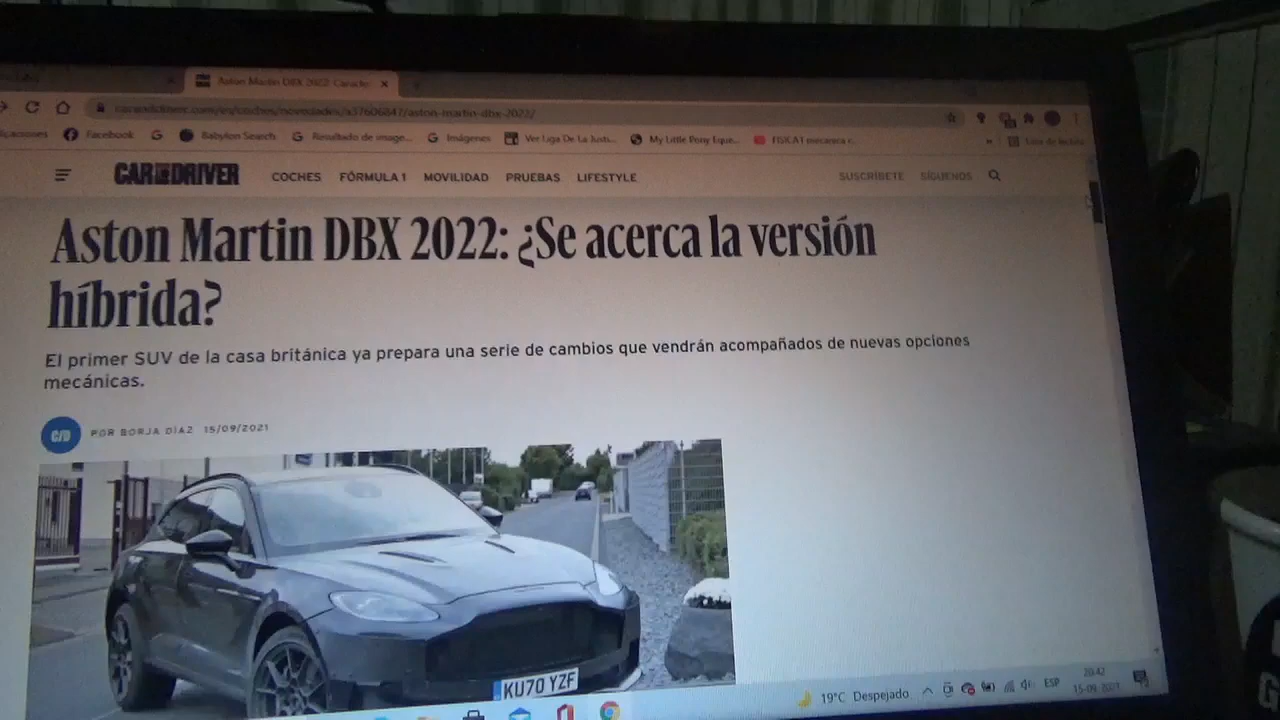 Aston Martin DBX 2022: Caracte
caranddriver.com/es/coches/novedades/a37606847/aston-martin-dbx-2022/
Facebook
Babylon Search
Resultado de image...
Imágenes
Ver Liga De La Justi...
My Little Pony Eque...
FISICA1 mecanica c...
Lista de lectura
CAR AND DRIVER
COCHES FÓRMULA 1 MOVILIDAD PRUEBAS LIFESTYLE
SUSCRÍBETE SÍGUENOS
Aston Martin DBX 2022: ¿Se acerca la versión
híbrida?
El primer SUV de la casa británica ya prepara una serie de cambios que vendrán acompañados de nuevas opciones
mecánicas.
C/D POR BORJA DÍAZ 15/09/2021
KU70 YZF
19°C Despejado ESP
20:42
15-09-2021